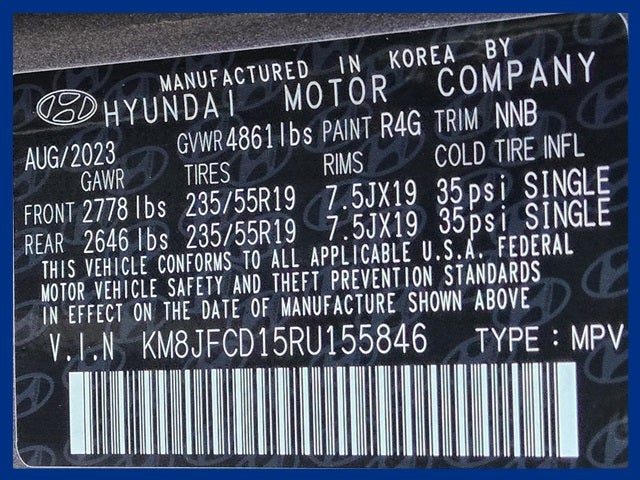 MANUFACTURED IN KOREA BY
HYUNDAI MOTOR COMPANY
AUG/2023 GVWR 4861lbs PAINT R4G TRIM NNB
GAWR TIRES RIMS COLD TIRE INFL
FRONT 2778 lbs 235/55R19 7.5JX19 35psi SINGLE
REAR 2646 lbs 235/55R19 7.5JX19 35psi SINGLE
THIS VEHICLE CONFORMS TO ALL APPLICABLE U.S.A. FEDERAL
MOTOR VEHICLE SAFETY AND THEFT PREVENTION STANDARDS
IN EFFECT ON THE DATE OF MANUFACTURE SHOWN ABOVE
V.I.N KM8JFCD15RU155846 TYPE : MPV